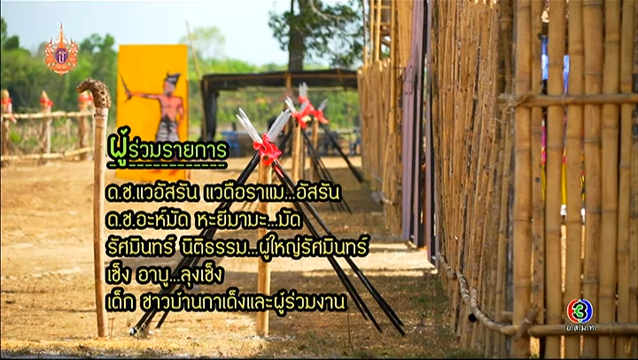 ผู้ร่วมรายการ
ด.ช.แวอัสรัน แวดือราแม...อัสรัน
ด.ช.อะห์มัด หะยีมามะ...มัด
รัศมินทร์ นิติธรรม...ผู้ใหญ่รัศมินทร์
เซ็ง อาบู...ลุงเซ็ง
เด็ก ชาวบ้านกาเด็งและผู้ร่วมงาน
3
อ.ส.ม.ท.